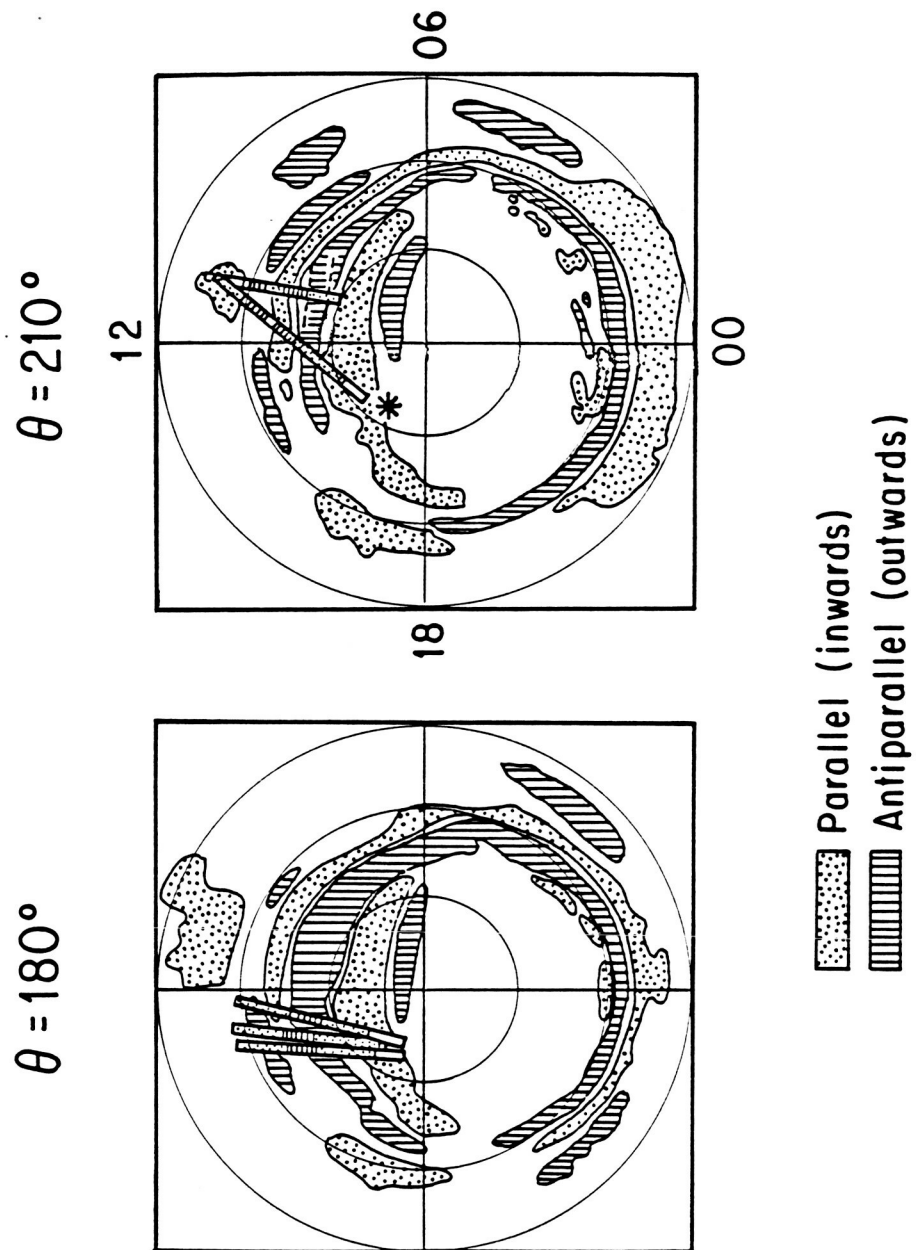 θ = 180°
θ = 210°
12
06
18
00
Parallel (inwards)
Antiparallel (outwards)